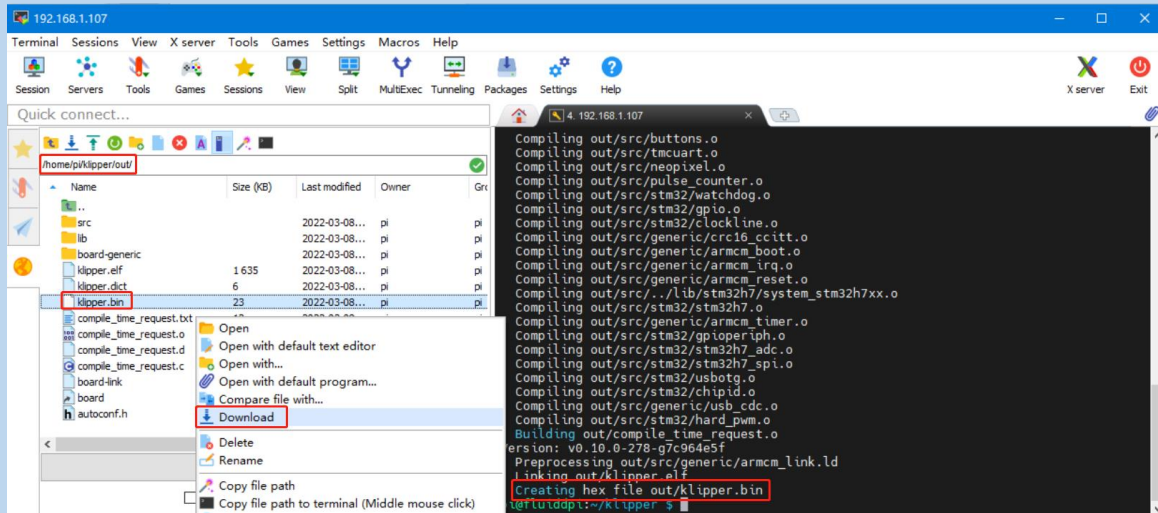 192.168.1.107
Terminal Sessions View X server Tools Games Settings Macros Help
Session Servers Tools Games Sessions View Split MultiExec Tunneling Packages Settings Help X server Exit
Quick connect...
4. 192.168.1.107
/home/pi/klipper/out/
Name Size (KB) Last modified Owner Gro
..
src 2022-03-08... pi pi
lib 2022-03-08... pi pi
board-generic 2022-03-08... pi pi
klipper.elf 1 635 2022-03-08... pi pi
klipper.dict 6 2022-03-08... pi pi
klipper.bin 23 2022-03-08... pi pi
compile_time_request.txt
compile_time_request.o
compile_time_request.d
compile_time_request.c
board-link
board
autoconf.h
Open
Open with default text editor
Open with...
Open with default program...
Compare file with...
Download
Delete
Rename
Copy file path
Copy file path to terminal (Middle mouse click)
Compiling out/src/buttons.o
Compiling out/src/tmcuart.o
Compiling out/src/neopixel.o
Compiling out/src/pulse_counter.o
Compiling out/src/stm32/watchdog.o
Compiling out/src/stm32/gpio.o
Compiling out/src/stm32/clockline.o
Compiling out/src/generic/crc16_ccitt.o
Compiling out/src/generic/armcm_boot.o
Compiling out/src/generic/armcm_irq.o
Compiling out/src/generic/armcm_reset.o
Compiling out/src/../lib/stm32h7/system_stm32h7xx.o
Compiling out/src/stm32/stm32h7.o
Compiling out/src/generic/armcm_timer.o
Compiling out/src/stm32/gpioperiph.o
Compiling out/src/stm32/stm32h7_adc.o
Compiling out/src/stm32/stm32h7_spi.o
Compiling out/src/stm32/usbotg.o
Compiling out/src/stm32/chipid.o
Compiling out/src/generic/usb_cdc.o
Compiling out/src/stm32/hard_pwm.o
Building out/compile_time_request.o
ersion: v0.10.0-278-g7c964e5f
Preprocessing out/src/generic/armcm_link.ld
Linking out/klipper.elf
Creating hex file out/klipper.bin
i@fluiddpi:~/klipper $